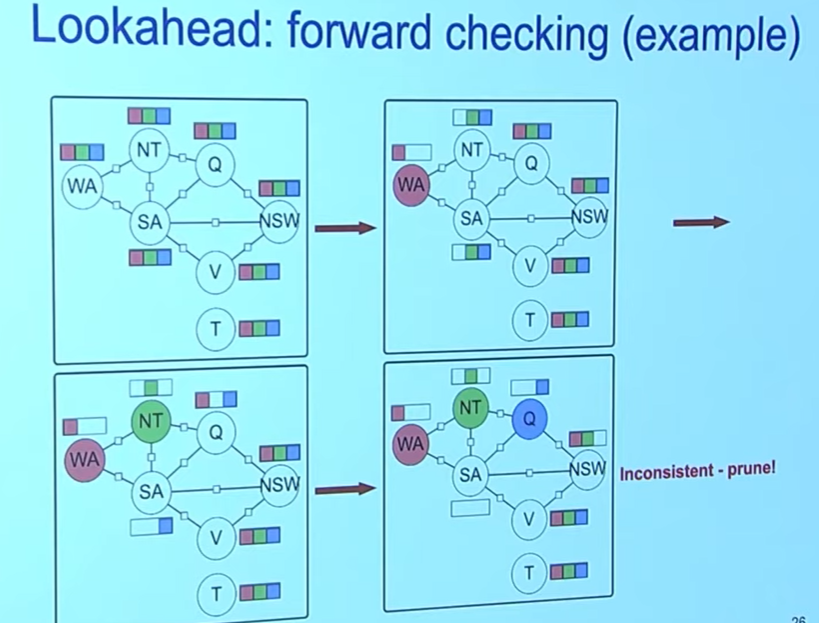 Lookahead: forward checking (example)
NT
Q
WA
SA
NSW
V
T
NT
Q
WA
SA
NSW
V
T
NT
Q
WA
SA
NSW
V
T
NT
Q
WA
SA
NSW
Inconsistent - prune!
V
T
26